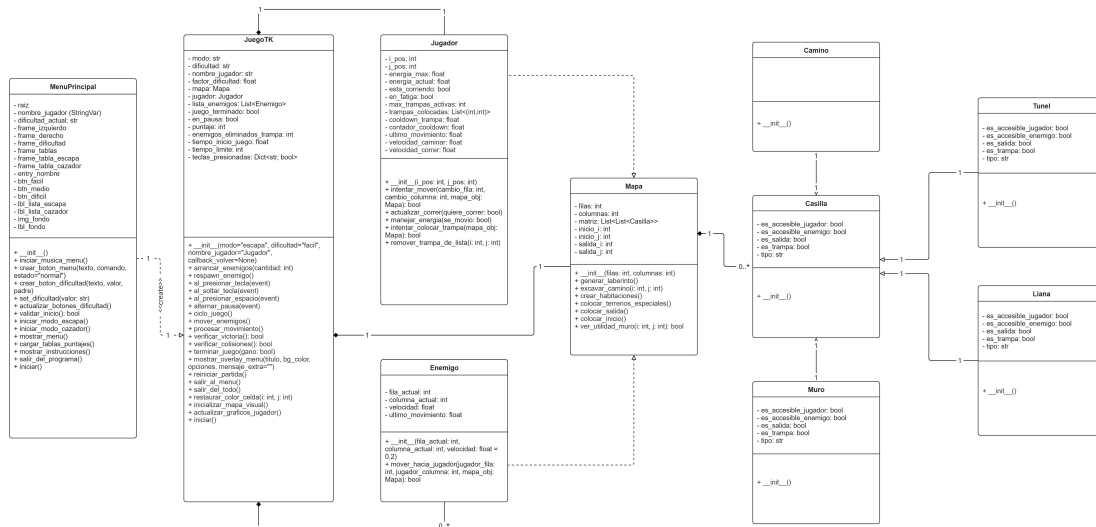 MenuPrincipal
- raiz
- nombre_jugador (StringVar)
- dificultad_actual: str
- frame_izquierdo
- frame_derecho
- frame_dificultad
- frame_tablas
- frame_tabla_escapa
- frame_tabla_cazador
- entry_nombre
- btn_facil
- btn_medio
- btn_dificil
- lbl_lista_escapa
- lbl_lista_cazador
- img_fondo
- lbl_fondo
+ __init__()
+ iniciar_musica_menu()
+ crear_boton_menu(texto, comando,
estado="normal")
+ crear_boton_dificultad(texto, valor,
padre)
+ set_dificultad(valor: str)
+ actualizar_botones_dificultad()
+ validar_inicio(): bool
+ iniciar_modo_escapa()
+ iniciar_modo_cazador()
+ mostrar_menu()
+ cargar_tablas_puntajes()
+ mostrar_instrucciones()
+ salir_del_programa()
+ iniciar()
1
<<create>>
1
JuegoTK
- modo: str
- dificultad: str
- nombre_jugador: str
- factor_dificultad: float
- mapa: Mapa
- jugador: Jugador
- lista_enemigos: List<Enemigo>
- juego_terminado: bool
- en_pausa: bool
- puntaje: int
- enemigos_eliminados_trampa: int
- tiempo_inicio_juego: float
- tiempo_limite: int
- teclas_presionadas: Dict<str, bool>
+ __init__(modo="escapa", dificultad="facil",
nombre_jugador="Jugador",
callback_volver=None)
+ arrancar_enemigos(cantidad: int)
+ respawn_enemigo()
+ al_presionar_tecla(event)
+ al_soltar_tecla(event)
+ al_presionar_espacio(event)
+ alternar_pausa(event)
+ ciclo_juego()
+ mover_enemigos()
+ procesar_movimiento()
+ verificar_victoria(): bool
+ verificar_colisiones(): bool
+ terminar_juego(gano: bool)
+ mostrar_overlay_menu(titulo, bg_color,
opciones, mensaje_extra="")
+ reiniciar_partida()
+ salir_al_menu()
+ salir_del_todo()
+ restaurar_color_celda(i: int, j: int)
+ inicializar_mapa_visual()
+ actualizar_graficos_jugador()
+ iniciar()
1
1
Jugador
- i_pos: int
- j_pos: int
- energia_max: float
- energia_actual: float
- esta_corriendo: bool
- en_fatiga: bool
- max_trampas_activas: int
- trampas_colocadas: List<(int,int)>
- cooldown_trampa: float
- contador_cooldown: float
- ultimo_movimiento: float
- velocidad_caminar: float
- velocidad_correr: float
+ __init__(i_pos: int, j_pos: int)
+ intentar_mover(cambio_fila: int,
cambio_columna: int, mapa_obj:
Mapa): bool
+ actualizar_correr(quiere_correr: bool)
+ manejar_energia(se_movio: bool)
+ intentar_colocar_trampa(mapa_obj:
Mapa): bool
+ remover_trampa_de_lista(i: int, j: int)
1
1
Enemigo
- fila_actual: int
- columna_actual: int
- velocidad: float
- ultimo_movimiento: float
+ __init__(fila_actual: int,
columna_actual: int, velocidad: float =
0.2)
+ mover_hacia_jugador(jugador_fila:
int, jugador_columna: int, mapa_obj:
Mapa): bool
0..*
Mapa
- filas: int
- columnas: int
- matriz: List<List<Casilla>>
- inicio_i: int
- inicio_j: int
- salida_i: int
- salida_j: int
+ __init__(filas: int, columnas: int)
+ generar_laberinto()
+ excavar_camino(i: int, j: int)
+ crear_habitaciones()
+ colocar_terrenos_especiales()
+ colocar_salida()
+ colocar_inicio()
+ ver_utilidad_muro(i: int, j: int): bool
1
0..*
Camino
+ __init__()
1
1
Casilla
- es_accesible_jugador: bool
- es_accesible_enemigo: bool
- es_salida: bool
- es_trampa: bool
- tipo: str
+ __init__()
1
1
Muro
- es_accesible_jugador: bool
- es_accesible_enemigo: bool
- es_salida: bool
- es_trampa: bool
- tipo: str
+ __init__()
1
1
Tunel
- es_accesible_jugador: bool
- es_accesible_enemigo: bool
- es_salida: bool
- es_trampa: bool
- tipo: str
+ __init__()
1
1
Liana
- es_accesible_jugador: bool
- es_accesible_enemigo: bool
- es_salida: bool
- es_trampa: bool
- tipo: str
+ __init__()